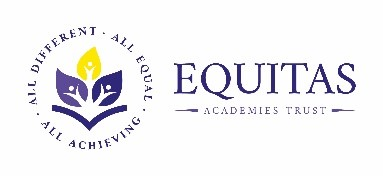 ALL DIFFERENT · ALL EQUAL · ALL ACHIEVING ·
EQUITAS
ACADEMIES TRUST